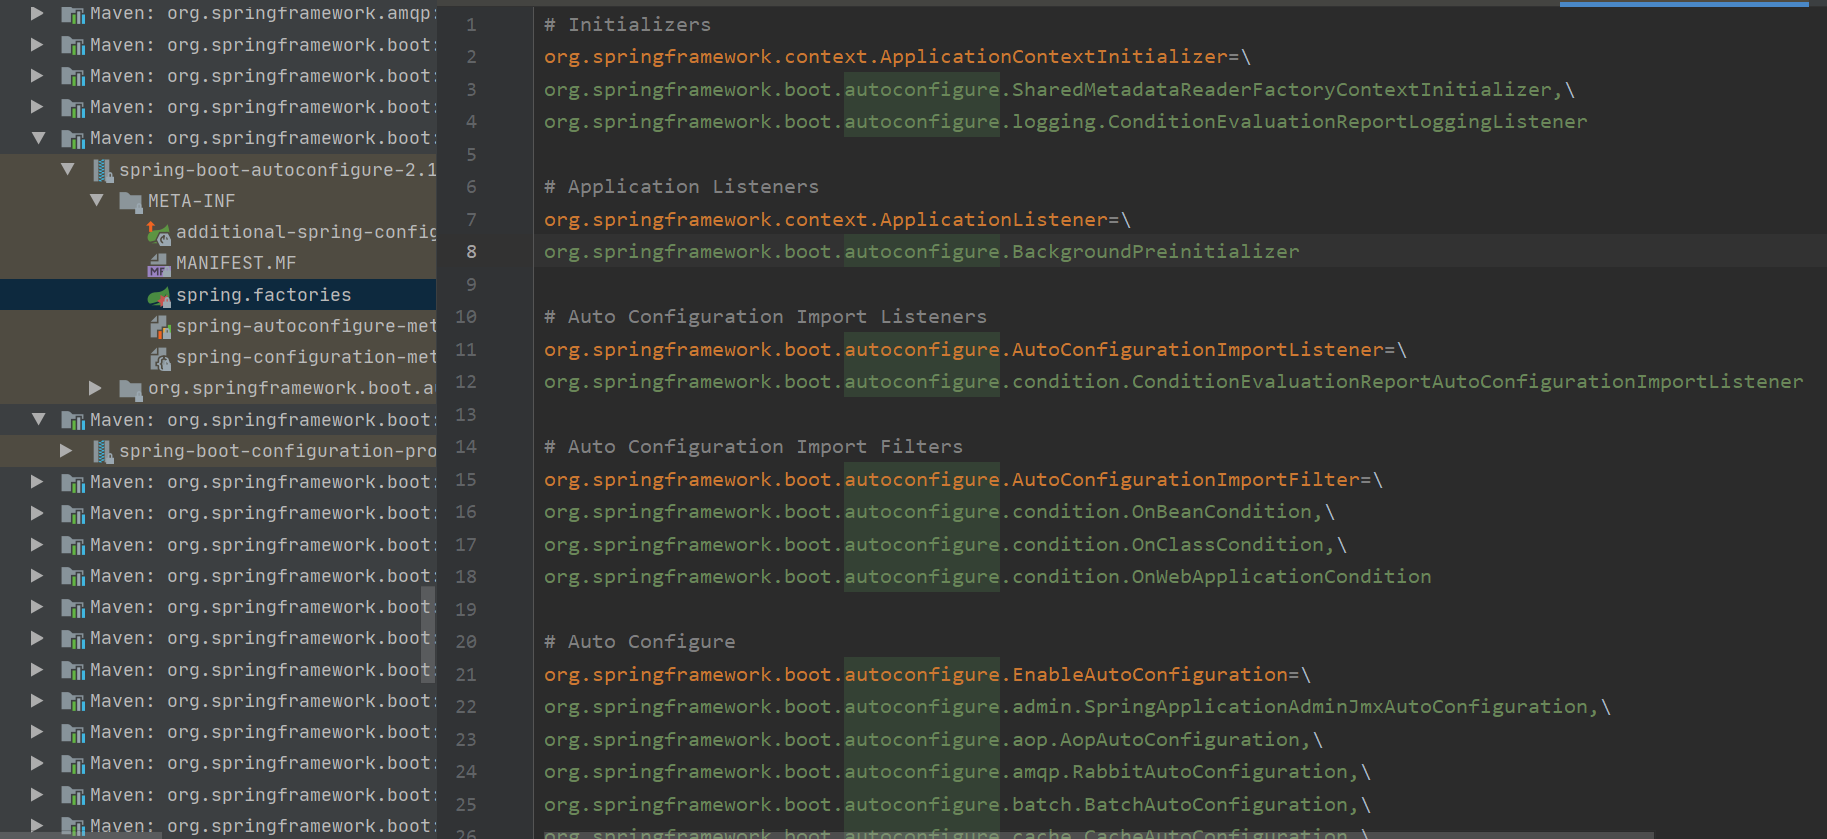 Maven: org.springframework.amqp:
Maven: org.springframework.boot:
Maven: org.springframework.boot:
Maven: org.springframework.boot:
Maven: org.springframework.boot:
spring-boot-autoconfigure-2.1
META-INF
additional-spring-config
MANIFEST.MF
spring.factories
spring-autoconfigure-met
spring-configuration-met
org.springframework.boot.a
Maven: org.springframework.boot:
spring-boot-configuration-pro
Maven: org.springframework.boot:
Maven: org.springframework.boot:
Maven: org.springframework.boot:
Maven: org.springframework.boot:
Maven: org.springframework.boot:
Maven: org.springframework.boot:
Maven: org.springframework.boot:
Maven: org.springframework.boot:
Maven: org.springframework.boot:
Maven: org.springframework.boot:
Maven: org.springframework.boot:
Maven: org.springframework.boot:
1 # Initializers
2 org.springframework.context.ApplicationContextInitializer=\
3 org.springframework.boot.autoconfigure.SharedMetadataReaderFactoryContextInitializer,\
4 org.springframework.boot.autoconfigure.logging.ConditionEvaluationReportLoggingListener
5
6 # Application Listeners
7 org.springframework.context.ApplicationListener=\
8 org.springframework.boot.autoconfigure.BackgroundPreinitializer
9
10 # Auto Configuration Import Listeners
11 org.springframework.boot.autoconfigure.AutoConfigurationImportListener=\
12 org.springframework.boot.autoconfigure.condition.ConditionEvaluationReportAutoConfigurationImportListener
13
14 # Auto Configuration Import Filters
15 org.springframework.boot.autoconfigure.AutoConfigurationImportFilter=\
16 org.springframework.boot.autoconfigure.condition.OnBeanCondition,\
17 org.springframework.boot.autoconfigure.condition.OnClassCondition,\
18 org.springframework.boot.autoconfigure.condition.OnWebApplicationCondition
19
20 # Auto Configure
21 org.springframework.boot.autoconfigure.EnableAutoConfiguration=\
22 org.springframework.boot.autoconfigure.admin.SpringApplicationAdminJmxAutoConfiguration,\
23 org.springframework.boot.autoconfigure.aop.AopAutoConfiguration,\
24 org.springframework.boot.autoconfigure.amqp.RabbitAutoConfiguration,\
25 org.springframework.boot.autoconfigure.batch.BatchAutoConfiguration,\
26 org.springframework.boot.autoconfigure.cache.CacheAutoConfiguration,\